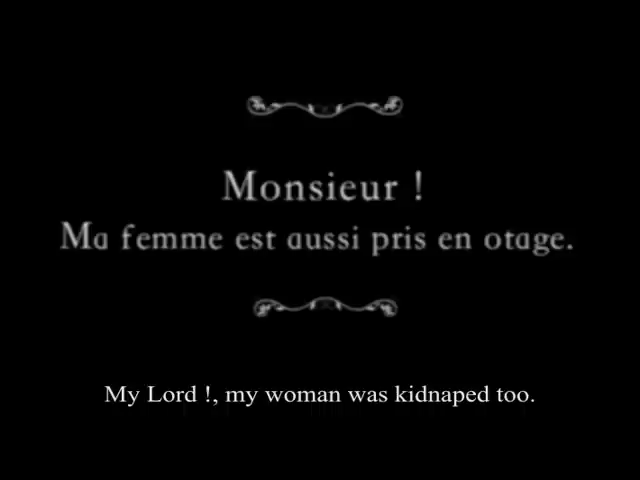 Monsieur !
Ma femme est aussi pris en otage.
My Lord !, my woman was kidnaped too.